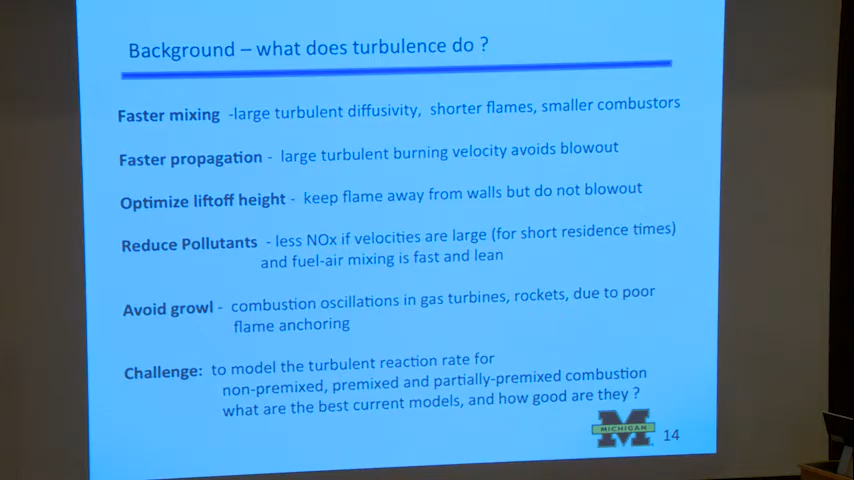 Background – what does turbulence do ?
Faster mixing -large turbulent diffusivity, shorter flames, smaller combustors
Faster propagation - large turbulent burning velocity avoids blowout
Optimize liftoff height - keep flame away from walls but do not blowout
Reduce Pollutants - less NOx if velocities are large (for short residence times)
and fuel-air mixing is fast and lean
Avoid growl - combustion oscillations in gas turbines, rockets, due to poor
flame anchoring
Challenge: to model the turbulent reaction rate for
non-premixed, premixed and partially-premixed combustion
what are the best current models, and how good are they ?
MICHIGAN
14